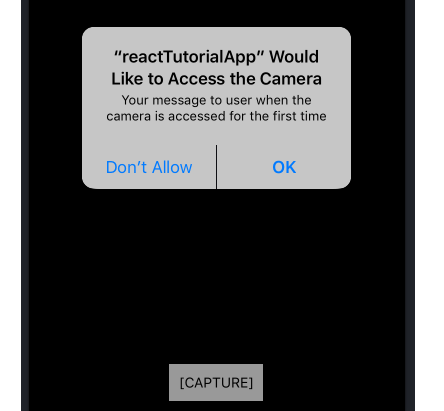 “reactTutorialApp” Would
Like to Access the Camera
Your message to user when the
camera is accessed for the first time
Don’t Allow
OK
[CAPTURE]